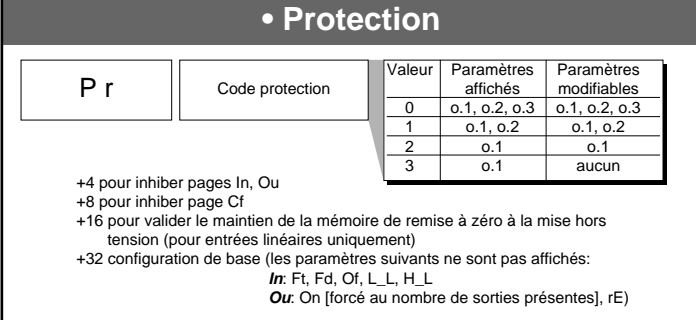 • Protection
P r
Code protection
Valeur Paramètres affichés Paramètres modifiables
0 o.1, o.2, o.3 o.1, o.2, o.3
1 o.1, o.2 o.1, o.2
2 o.1 o.1
3 o.1 aucun
+4 pour inhiber pages In, Ou
+8 pour inhiber page Cf
+16 pour valider le maintien de la mémoire de remise à zéro à la mise hors
tension (pour entrées linéaires uniquement)
+32 configuration de base (les paramètres suivants ne sont pas affichés:
In: Ft, Fd, Of, L_L, H_L
Ou: On [forcé au nombre de sorties présentes], rE)